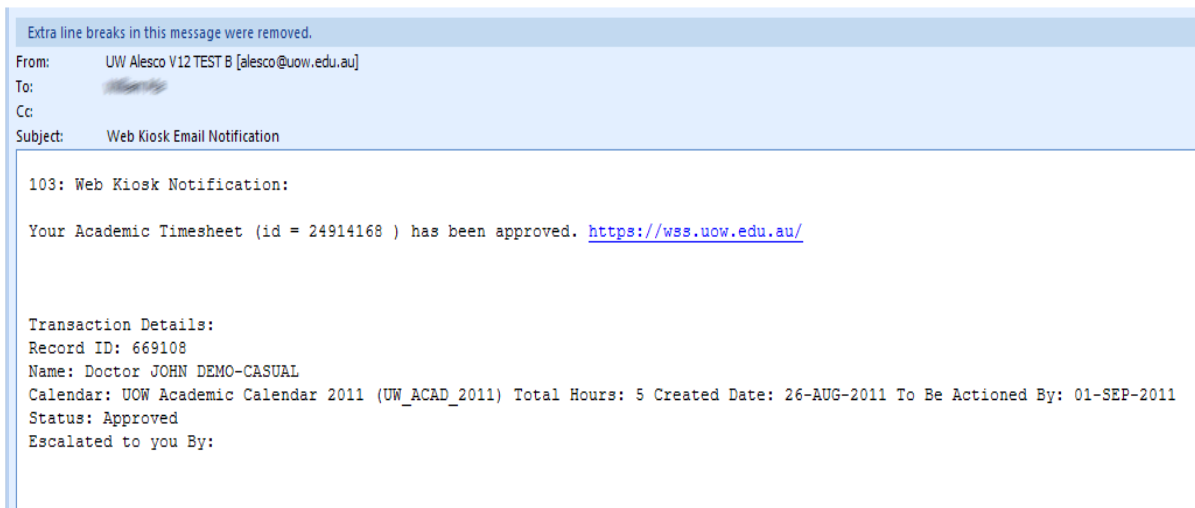 Extra line breaks in this message were removed.
From: UW Alesco V12 TEST B [alesco@uow.edu.au]
To:
Cc:
Subject: Web Kiosk Email Notification
103: Web Kiosk Notification:
Your Academic Timesheet (id = 24914168 ) has been approved. https://wss.uow.edu.au/
Transaction Details:
Record ID: 669108
Name: Doctor JOHN DEMO-CASUAL
Calendar: UOW Academic Calendar 2011 (UW_ACAD_2011) Total Hours: 5 Created Date: 26-AUG-2011 To Be Actioned By: 01-SEP-2011
Status: Approved
Escalated to you By: